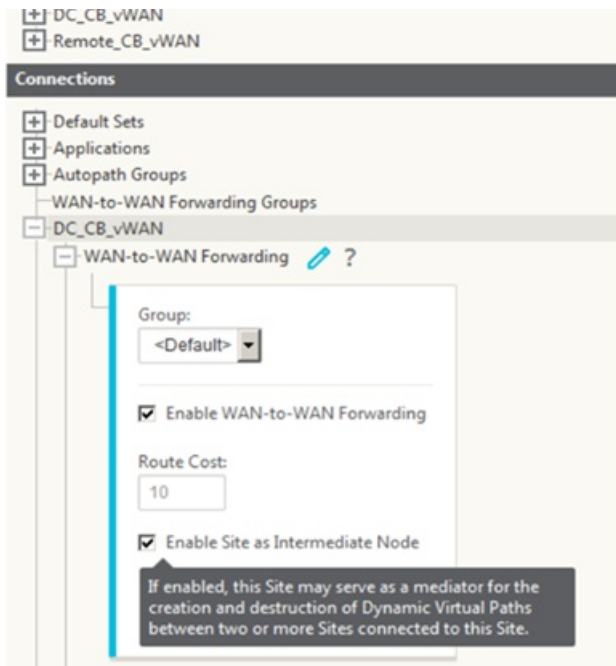 DC_CB_vWAN
Remote_CB_vWAN
Connections
Default Sets
Applications
Autopath Groups
WAN-to-WAN Forwarding Groups
DC_CB_vWAN
WAN-to-WAN Forwarding ?
Group:
<Default>
Enable WAN-to-WAN Forwarding
Route Cost:
10
Enable Site as Intermediate Node
If enabled, this Site may serve as a mediator for the
creation and destruction of Dynamic Virtual Paths
between two or more Sites connected to this Site.